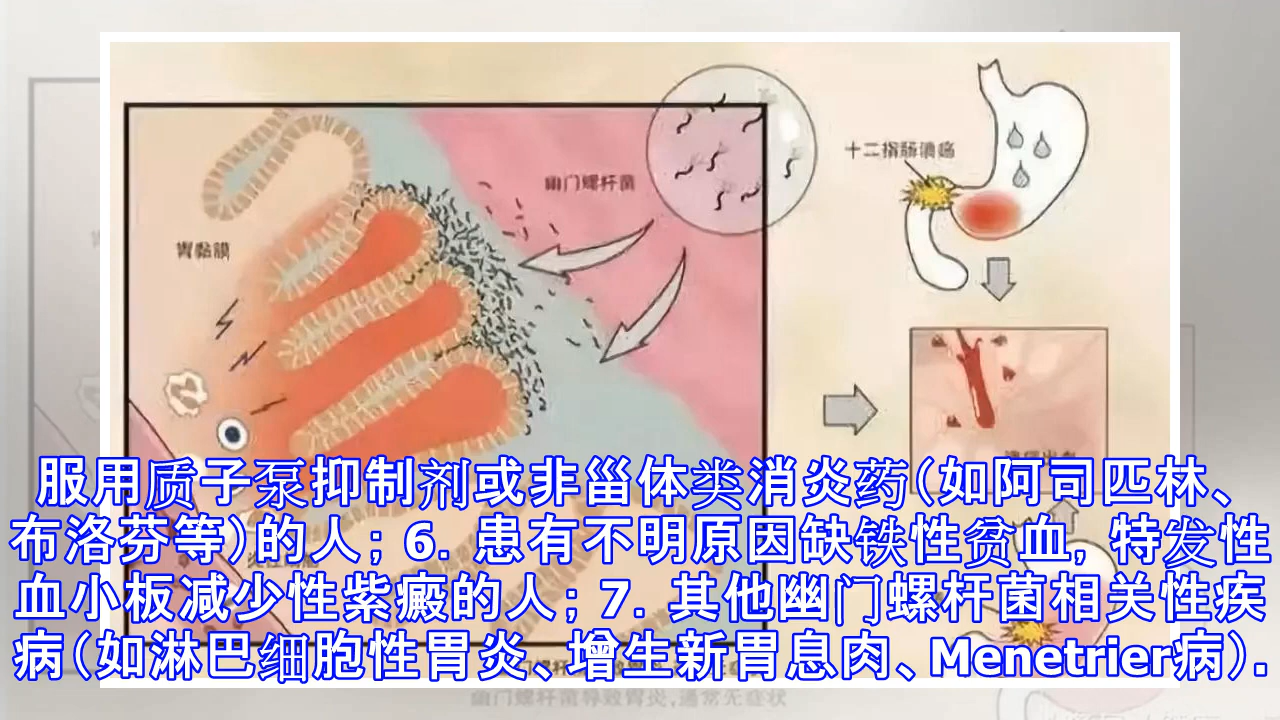 幽门螺杆菌
十二指肠溃疡
胃黏膜
服用质子泵抑制剂或非甾体类消炎药(如阿司匹林、
布洛芬等)的人; 6. 患有不明原因缺铁性贫血, 特发性
血小板减少性紫癜的人; 7. 其他幽门螺杆菌相关性疾
病(如淋巴细胞性胃炎、增生新胃息肉、Menetrier病).
幽门螺杆菌导致胃炎,通常无症状